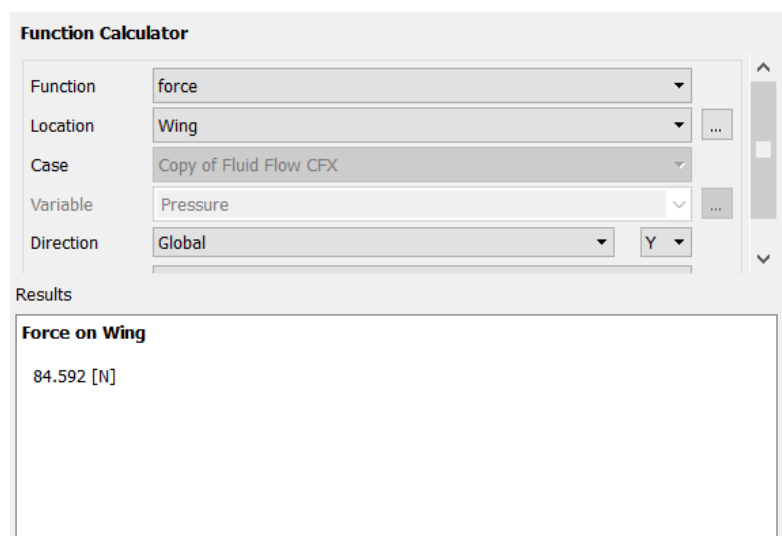 Function Calculator
Function force
Location Wing ...
Case Copy of Fluid Flow CFX
Variable Pressure ...
Direction Global Y
Results
Force on Wing
84.592 [N]